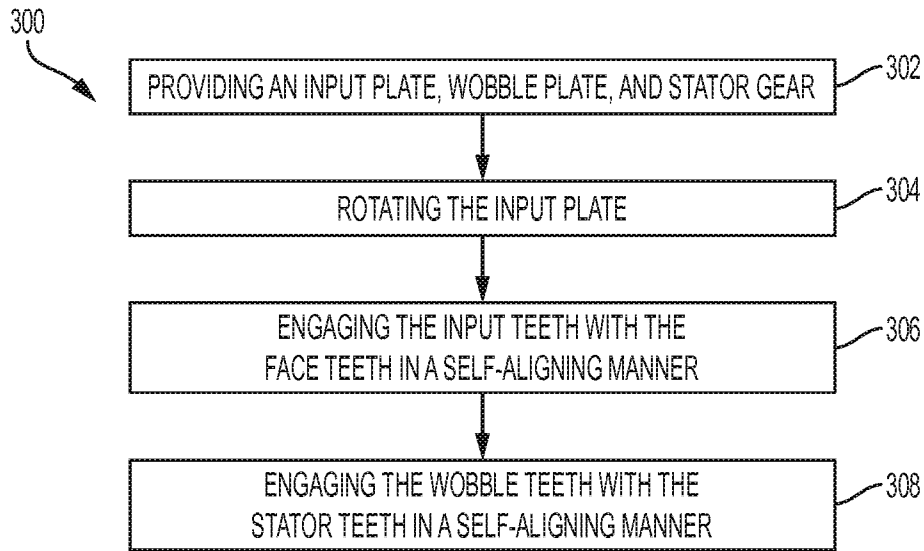 300
PROVIDING AN INPUT PLATE, WOBBLE PLATE, AND STATOR GEAR
302
ROTATING THE INPUT PLATE
304
ENGAGING THE INPUT TEETH WITH THE
FACE TEETH IN A SELF-ALIGNING MANNER
306
ENGAGING THE WOBBLE TEETH WITH THE
STATOR TEETH IN A SELF-ALIGNING MANNER
308